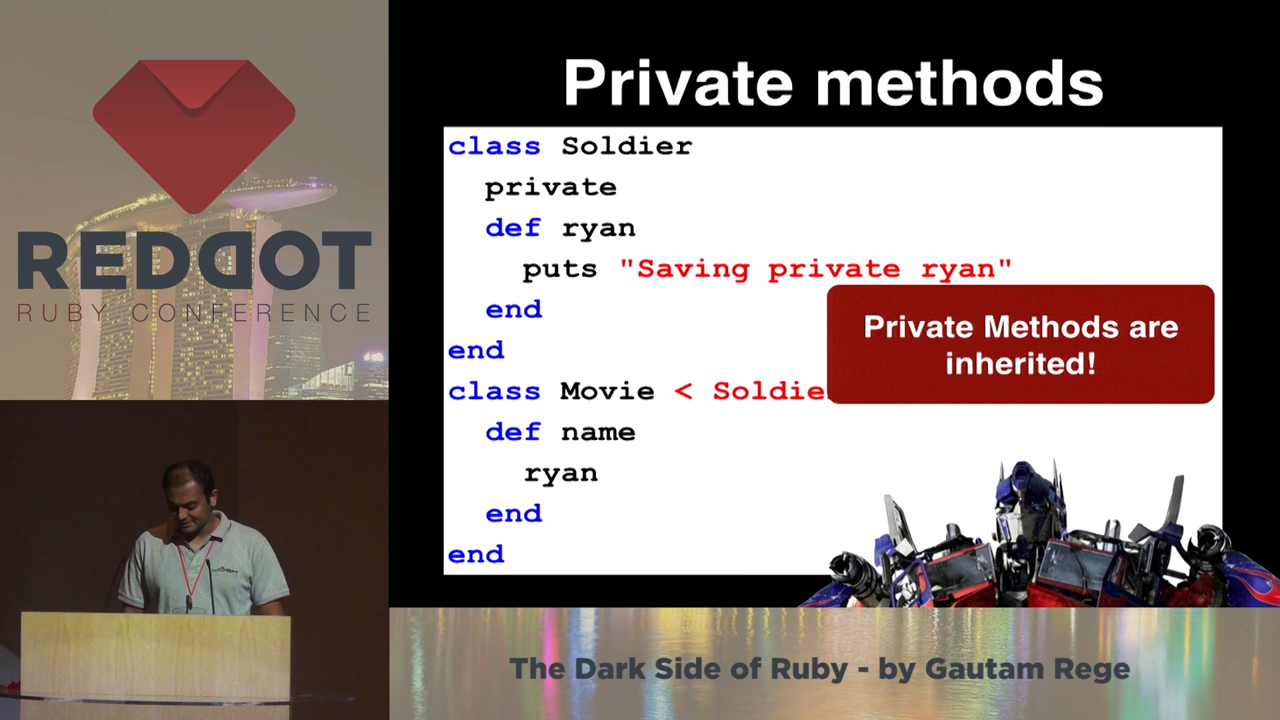 REDDOT
RUBY CONFERENCE
Private methods
class Soldier
  private
  def ryan
    puts "Saving private ryan"
  end
end
class Movie < Soldie
  def name
    ryan
  end
end
Private Methods are
inherited!
The Dark Side of Ruby - by Gautam Rege